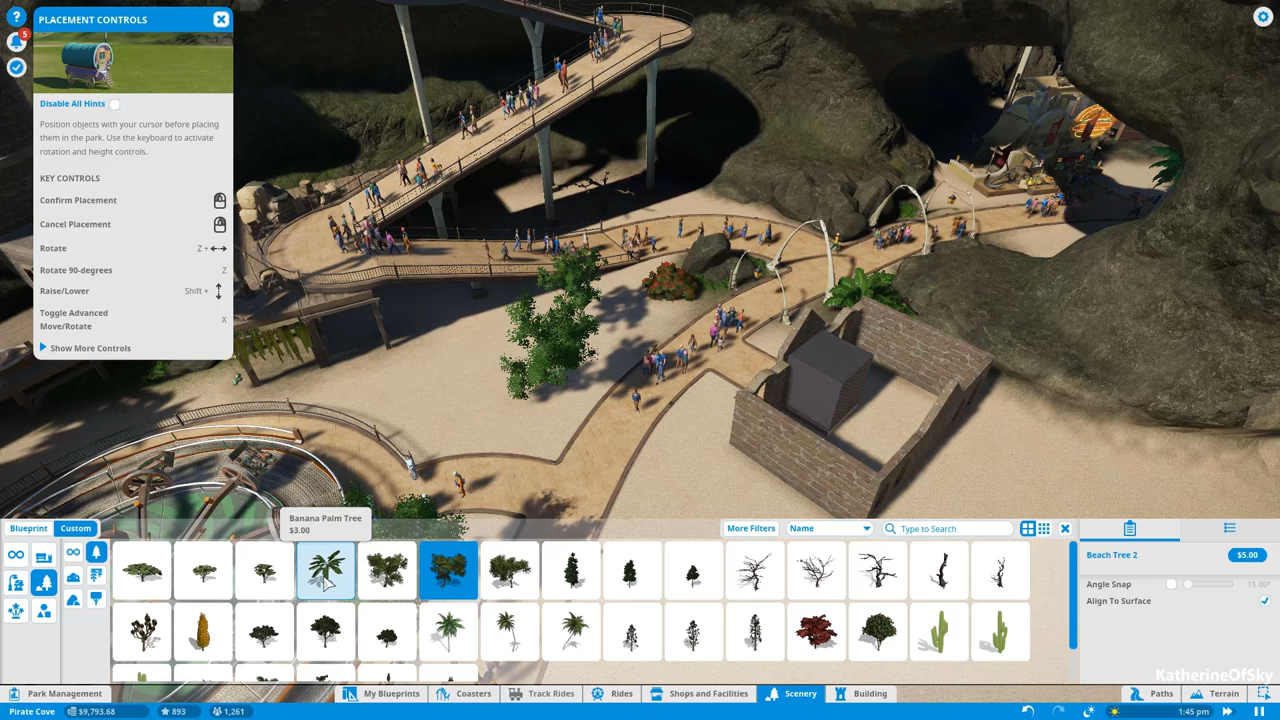 PLACEMENT CONTROLS
5
Disable All Hints
Position objects with your cursor before placing
them in the park. Use the keyboard to activate
rotation and height controls.
KEY CONTROLS
Confirm Placement
Cancel Placement
Rotate Z +
Rotate 90-degrees Z
Raise/Lower Shift +
Toggle Advanced
Move/Rotate X
Show More Controls
Banana Palm Tree
$3.00
Blueprint Custom More Filters Name Type to Search
Beach Tree 2 $5.00
Angle Snap 15.00°
Align To Surface
KatherineOfSky
Park Management My Blueprints Coasters Track Rides Rides Shops and Facilities Scenery Building Paths Terrain
Pirate Cove $9,793.68 893 1,261 1:45 pm